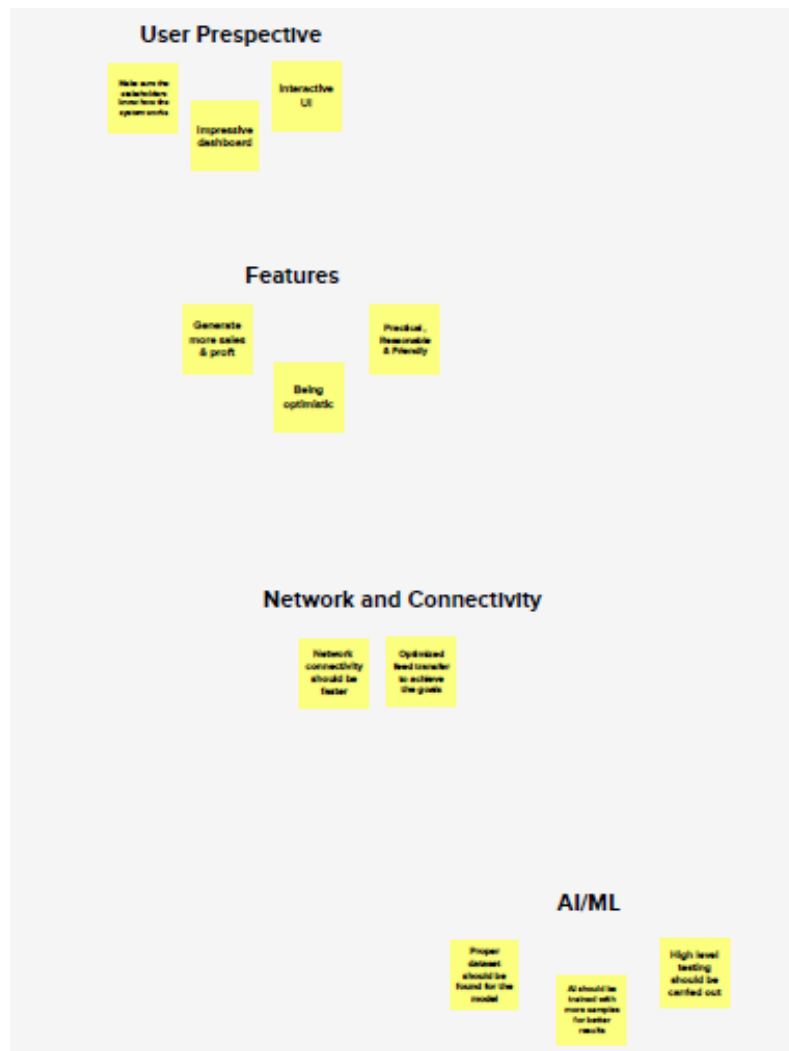 User Prespective
Make sure the
stakeholders
know how the
system works
Impressive
dashboard
Interactive
UI
Features
Generate
more sales
& proft
Being
optimistic
Practical,
Reasonable
& Friendly
Network and Connectivity
Network
connectivity
should be
faster
Optimized
feed transfer
to achieve
the goals
AI/ML
Proper
dataset
should be
found for the
model
AI should be
trained with
more samples
for better
results
High level
testing
should be
carried out